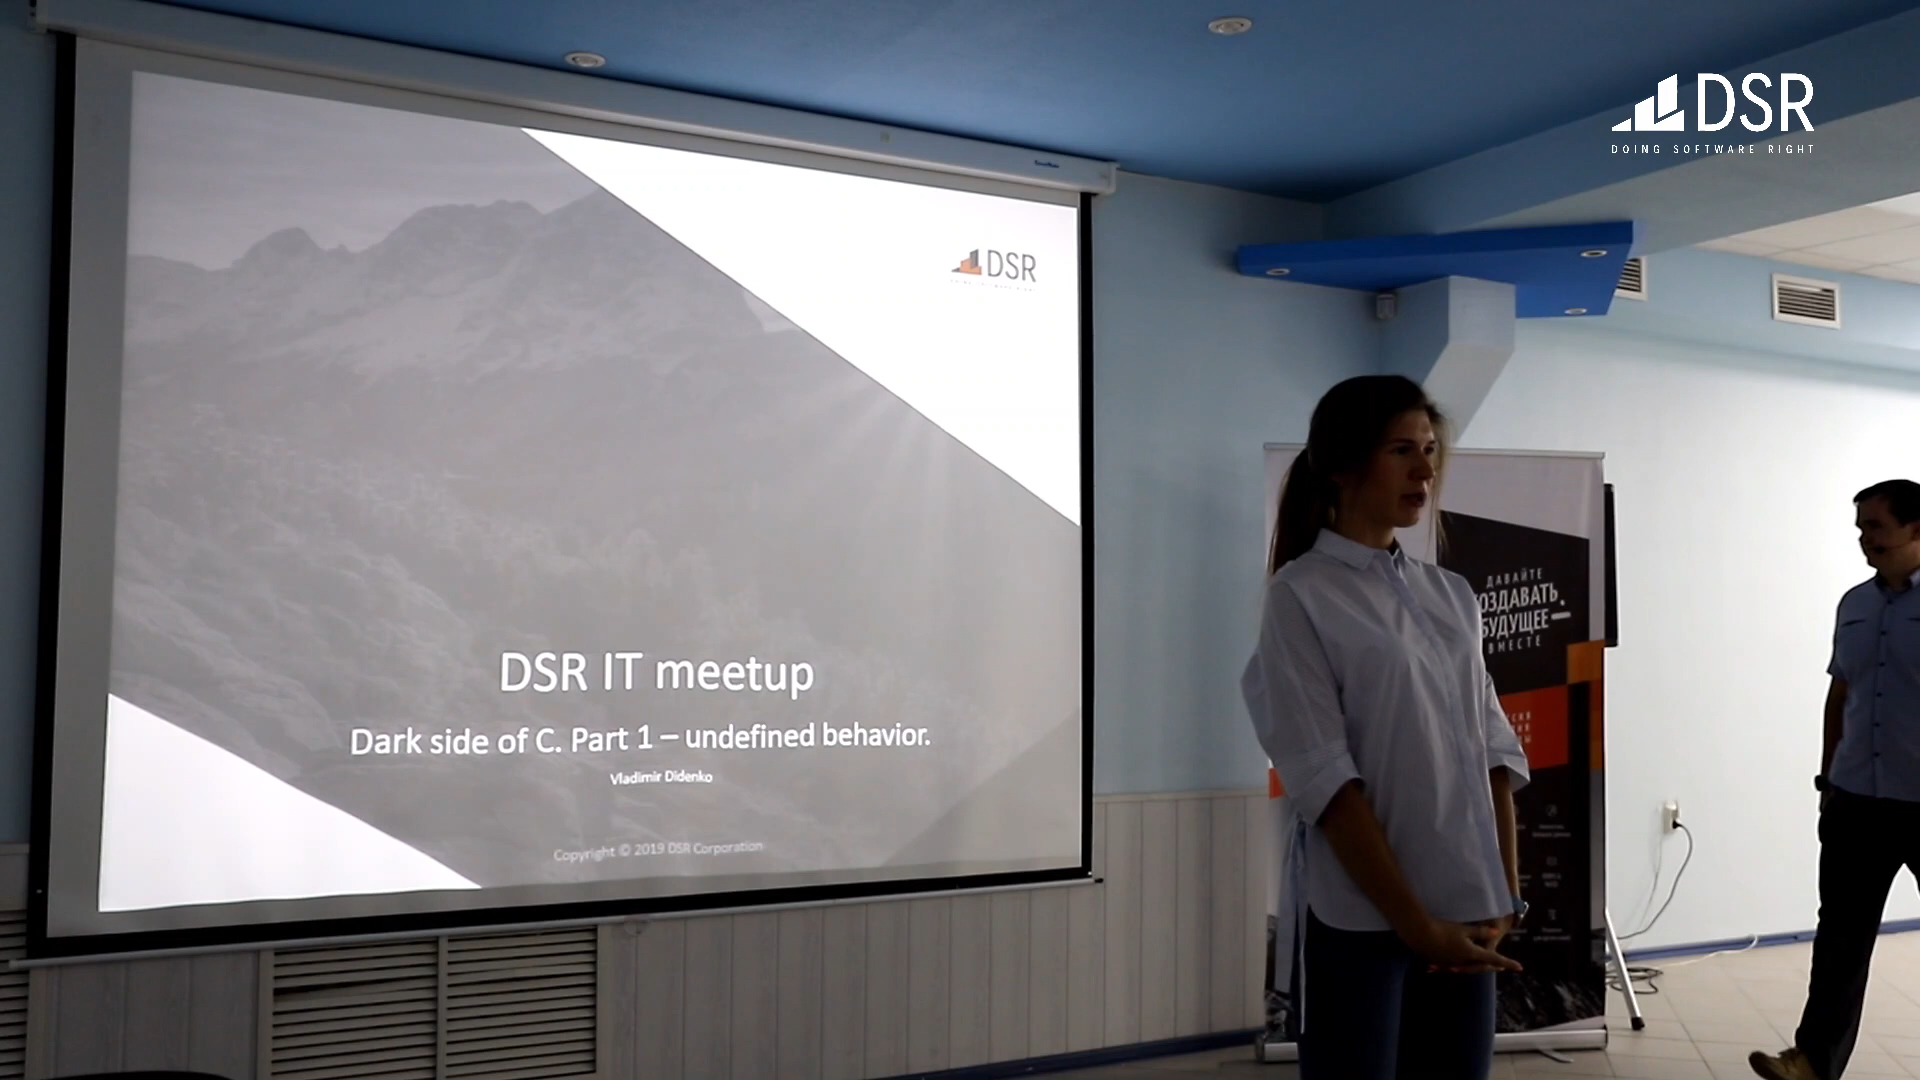 DSR
DOING SOFTWARE RIGHT
DSR
DSR IT meetup
Dark side of C. Part 1 – undefined behavior.
Vladimir Didenko
Copyright © 2019 DSR Corporation
ДАВАЙТЕ
ОЗДАВАТЬ.
БУДУЩЕЕ—
ВМЕСТЕ